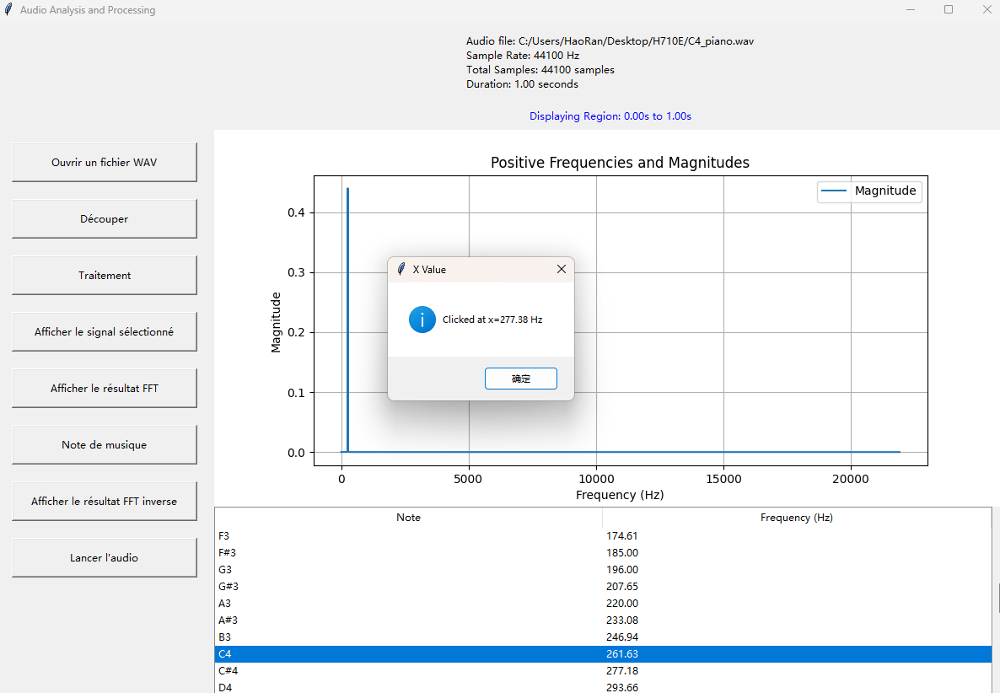 Audio Analysis and Processing
Audio file: C:/Users/HaoRan/Desktop/H710E/C4_piano.wav
Sample Rate: 44100 Hz
Total Samples: 44100 samples
Duration: 1.00 seconds
Displaying Region: 0.00s to 1.00s
Ouvrir un fichier WAV
Découper
Traitement
Afficher le signal sélectionné
Afficher le résultat FFT
Note de musique
Afficher le résultat FFT inverse
Lancer l'audio
Positive Frequencies and Magnitudes
Magnitude
0.4
0.3
0.2
0.1
0.0
Magnitude
X Value
Clicked at x=277.38 Hz
确定
0 5000 10000 15000 20000
Frequency (Hz)
Note Frequency (Hz)
F3 174.61
F#3 185.00
G3 196.00
G#3 207.65
A3 220.00
A#3 233.08
B3 246.94
C4 261.63
C#4 277.18
D4 293.66